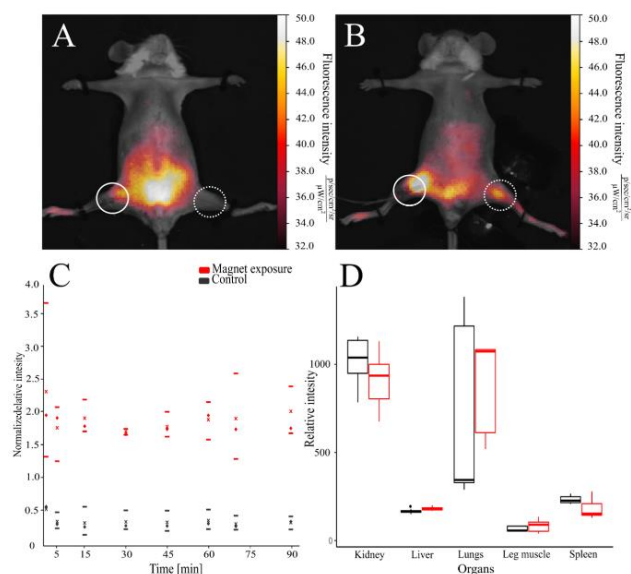 A
50.0
48.0
46.0
44.0
42.0
40.0
38.0
36.0
34.0
32.0
Fluorescence intensity
p/sec/cm²/sr
µW/cm²
B
50.0
48.0
46.0
44.0
42.0
40.0
38.0
36.0
34.0
32.0
Fluorescence intensity
p/sec/cm²/sr
µW/cm²
C
Magnet exposure
Control
Normalizedelative intesity
4.0
3.5
3.0
2.5
2.0
1.5
1.0
0.5
0.0
5
15
30
45
60
75
90
Time [min]
D
Relative intesity
1000
500
0
Kidney
Liver
Lungs
Leg muscle
Spleen
Organs